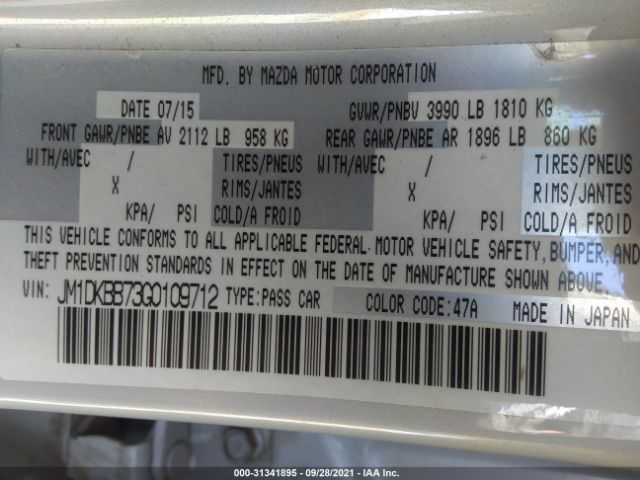 MFD. BY MAZDA MOTOR CORPORATION
DATE 07/15 GVWR/PNBV 3990 LB 1810 KG
FRONT GAWR/PNBE AV 2112 LB 958 KG REAR GAWR/PNBE AR 1896 LB 860 KG
WITH/AVEC / TIRES/PNEUS WITH/AVEC / TIRES/PNEUS
X RIMS/JANTES X RIMS/JANTES
KPA/ PSI COLD/A FROID KPA/ PSI COLD/A FROID
THIS VEHICLE CONFORMS TO ALL APPLICABLE FEDERAL MOTOR VEHICLE SAFETY, BUMPER, AND
THEFT PREVENTION STANDARDS IN EFFECT ON THE DATE OF MANUFACTURE SHOWN ABOVE.
VIN: JM1DKBB73G0109712 TYPE:PASS CAR COLOR CODE:47A MADE IN JAPAN
000-31341895 - 09/28/2021 - IAA Inc.